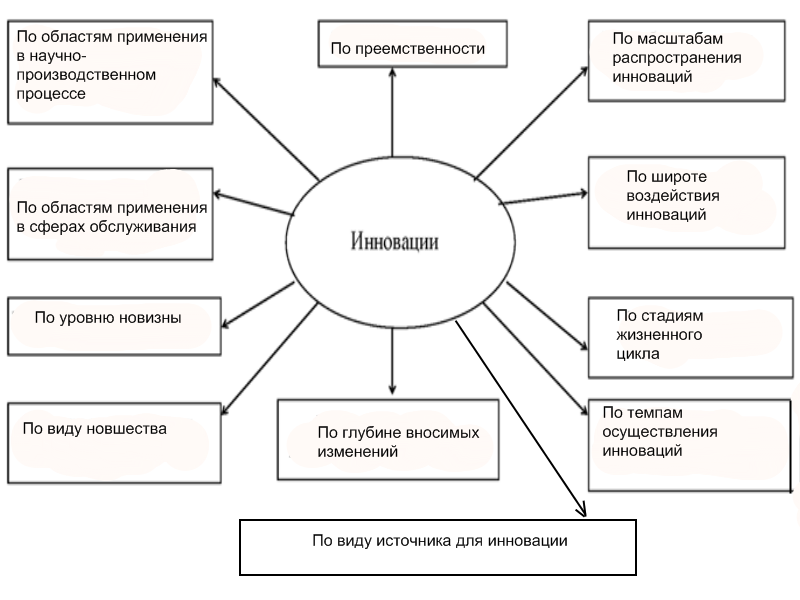 По областям применения
в научно-
производственном
процессе
По преемственности
По масштабам
распространения
инноваций
По областям применения
в сферах обслуживания
По широте
воздействия
инноваций
Инновации
По уровню новизны
По стадиям
жизненного
цикла
По виду новшества
По глубине вносимых
изменений
По темпам
осуществления
инноваций
По виду источника для инновации